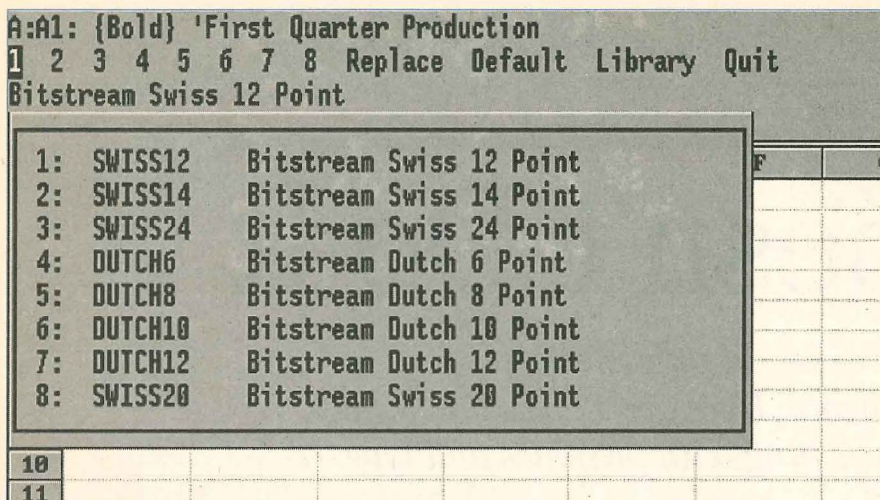 A:A1: {Bold} 'First Quarter Production
1 2 3 4 5 6 7 8 Replace Default Library Quit
Bitstream Swiss 12 Point
1: SWISS12 Bitstream Swiss 12 Point
2: SWISS14 Bitstream Swiss 14 Point
3: SWISS24 Bitstream Swiss 24 Point
4: DUTCH6 Bitstream Dutch 6 Point
5: DUTCH8 Bitstream Dutch 8 Point
6: DUTCH10 Bitstream Dutch 10 Point
7: DUTCH12 Bitstream Dutch 12 Point
8: SWISS20 Bitstream Swiss 20 Point
F
10
11